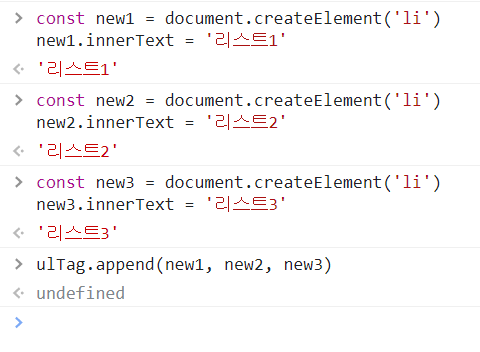 const new1 = document.createElement('li')
new1.innerText = '리스트1'
'리스트1'
const new2 = document.createElement('li')
new2.innerText = '리스트2'
'리스트2'
const new3 = document.createElement('li')
new3.innerText = '리스트3'
'리스트3'
ulTag.append(new1, new2, new3)
undefined